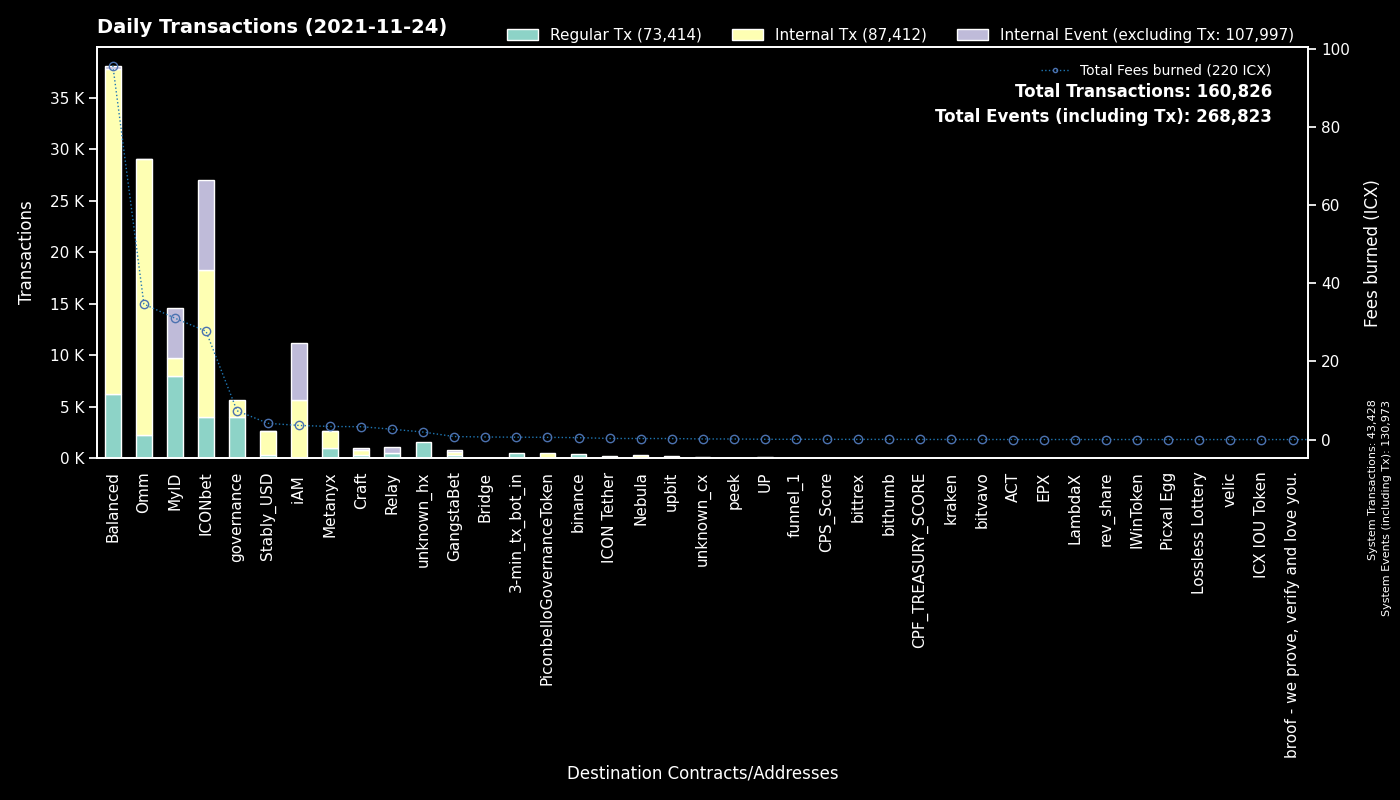 Daily Transactions (2021-11-24)
Regular Tx (73,414)
Internal Tx (87,412)
Internal Event (excluding Tx: 107,997)
Total Fees burned (220 ICX)
Total Transactions: 160,826
Total Events (including Tx): 268,823
Transactions
35 K
30 K
25 K
20 K
15 K
10 K
5 K
0 K
100
80
60
40
20
0
Fees burned (ICX)
System Transactions: 43,428
System Events (including Tx): 130,973
Balanced
Omm
MyID
ICONbet
governance
Stably_USD
iAM
Metanyx
Craft
Relay
unknown_hx
GangstaBet
Bridge
3-min_tx_bot_in
PiconbelloGovernanceToken
binance
ICON Tether
Nebula
upbit
unknown_cx
peek
UP
funnel_1
CPS_Score
bittrex
bithumb
CPF_TREASURY_SCORE
kraken
bitvavo
ACT
EPX
LambdaX
rev_share
IWinToken
Picxal Egg
Lossless Lottery
velic
ICX IOU Token
broof - we prove, verify and love you.
Destination Contracts/Addresses